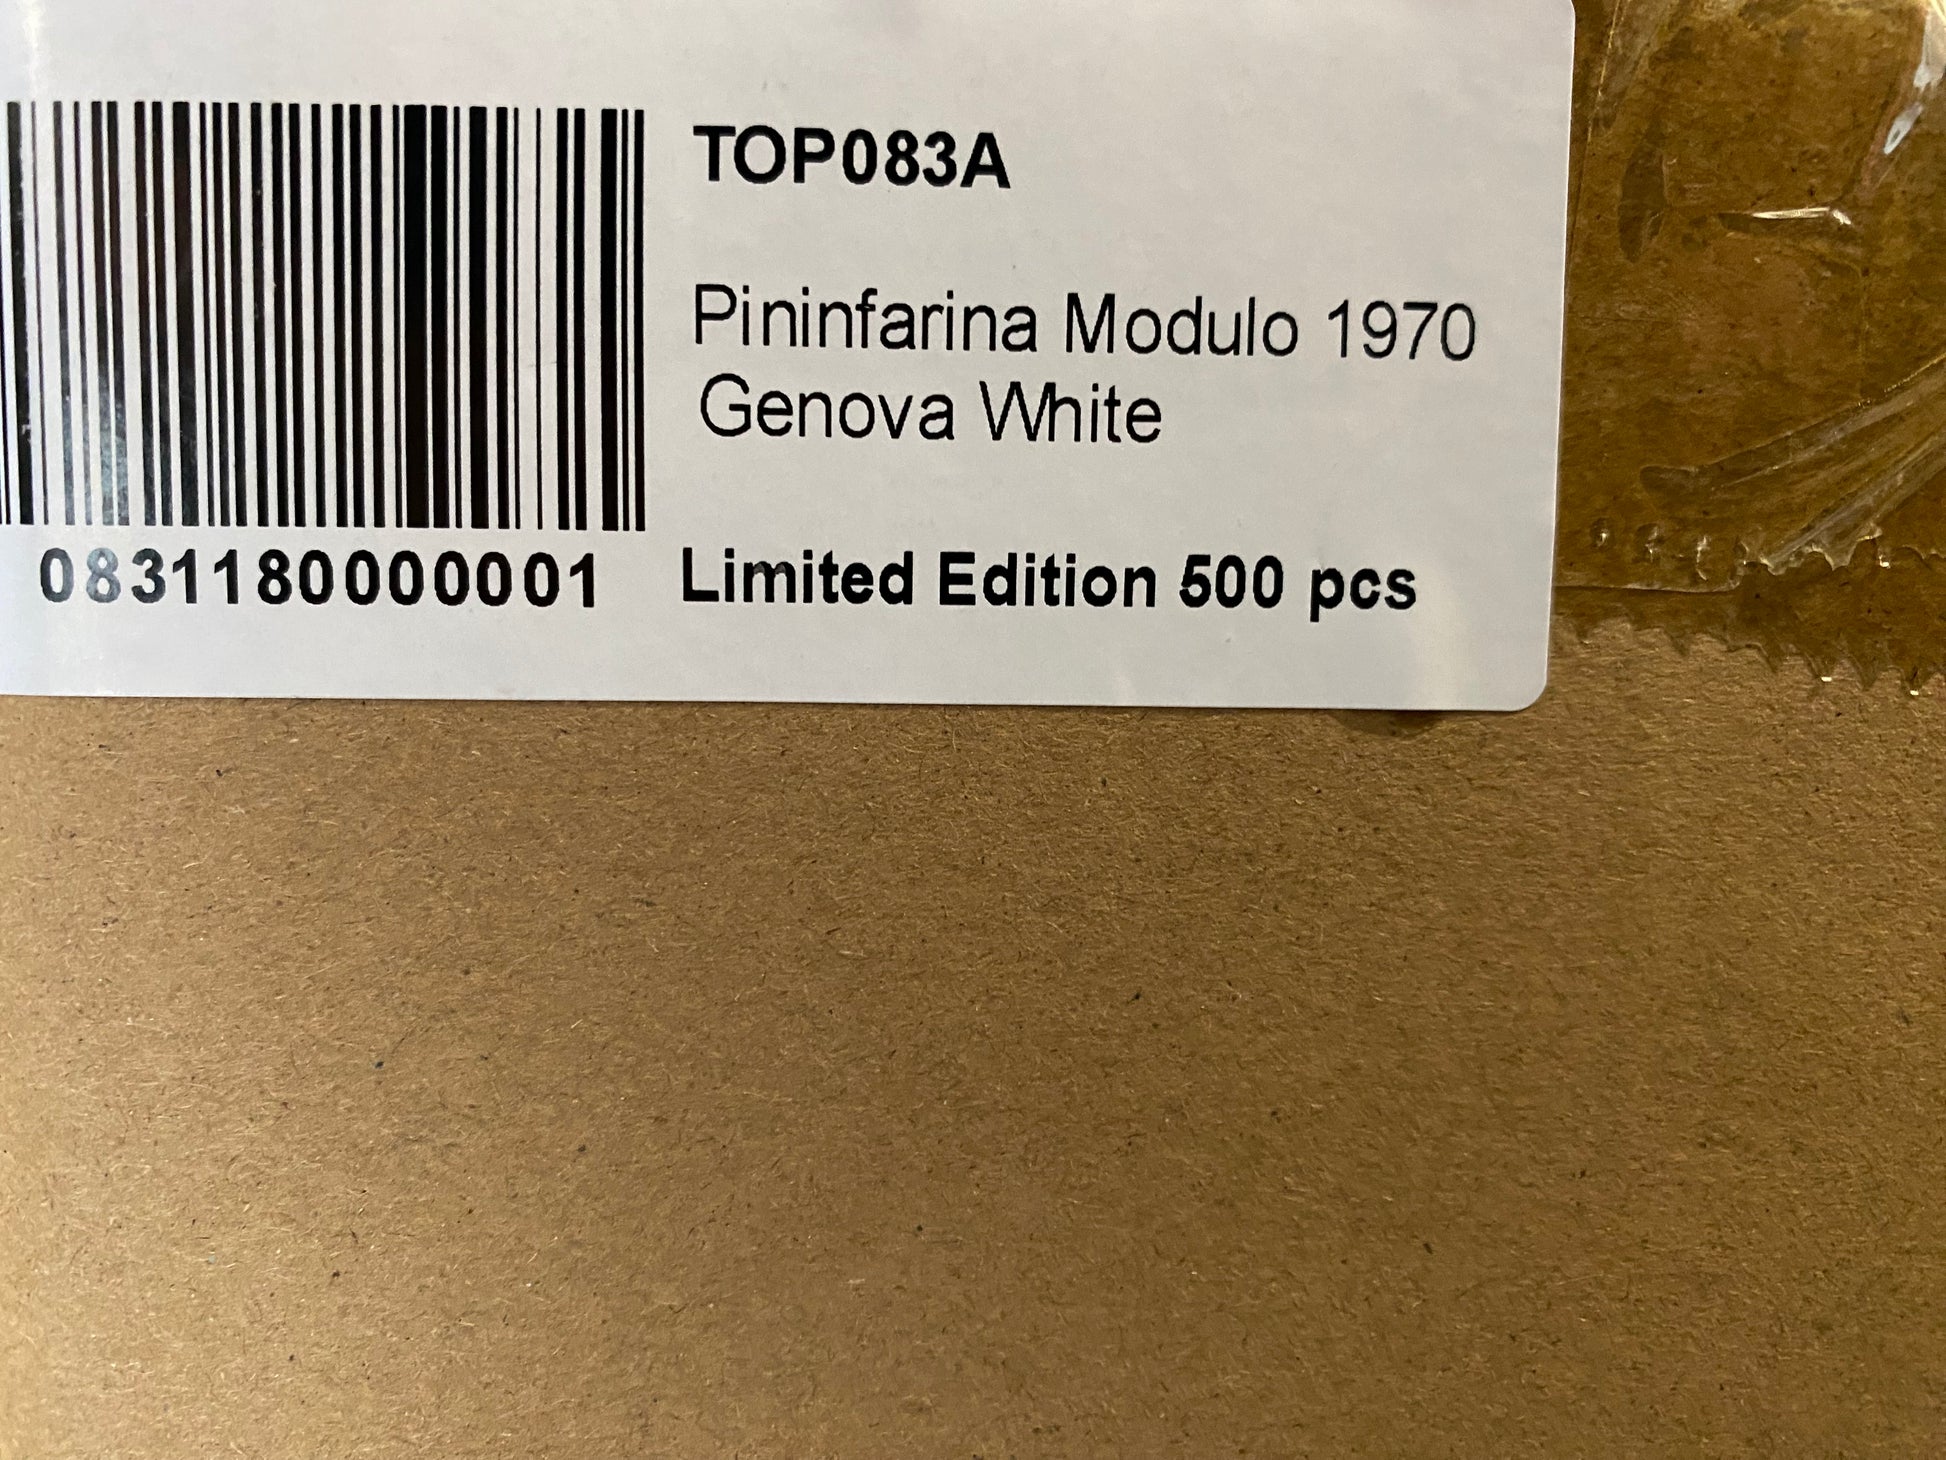 TOP083A
Pininfarina Modulo 1970
Genova White
0831180000001
Limited Edition 500 pcs